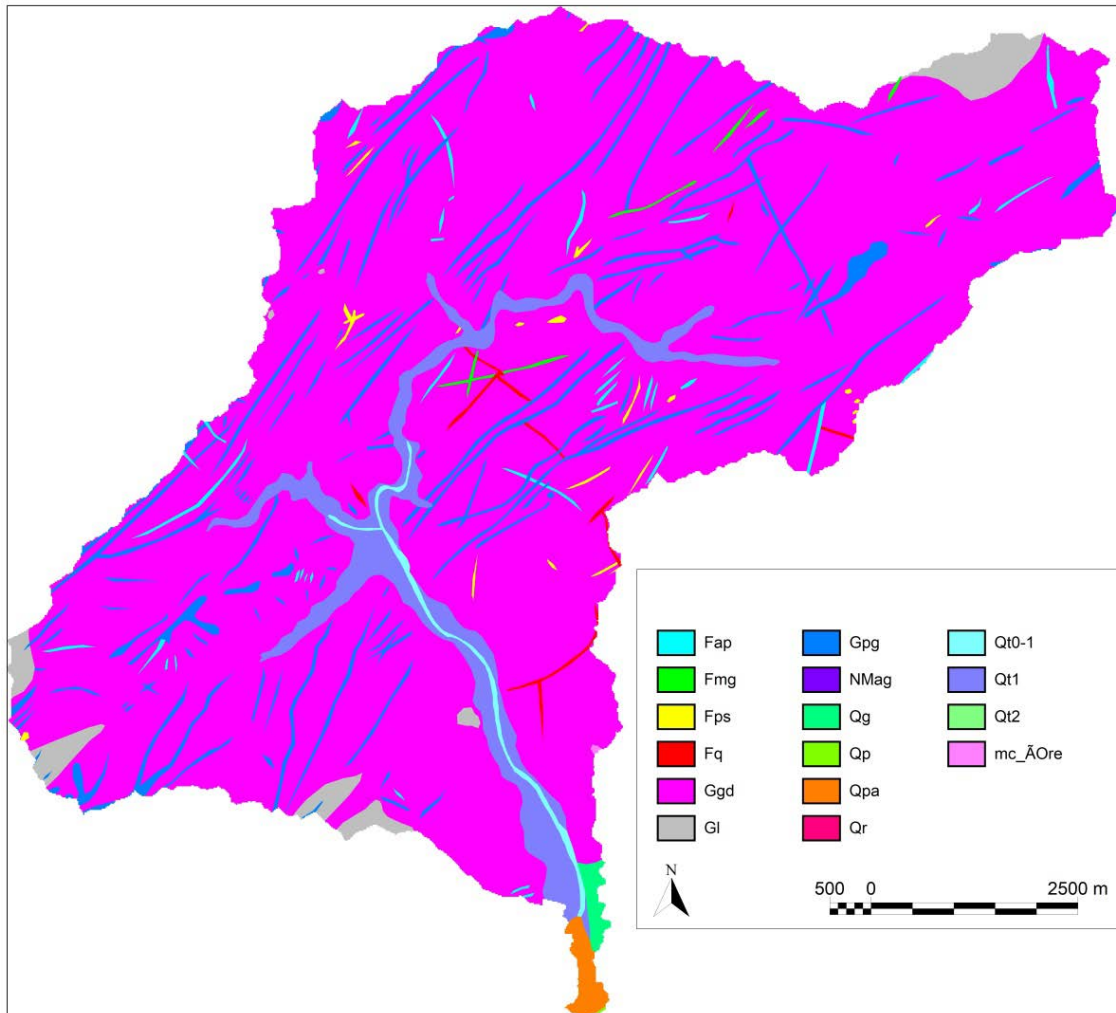 Fap
Fmg
Fps
Fq
Ggd
Gl
Gpg
NMag
Qg
Qp
Qpa
Qr
Qt0-1
Qt1
Qt2
mc_ÃOre
N
500 0 2500 m